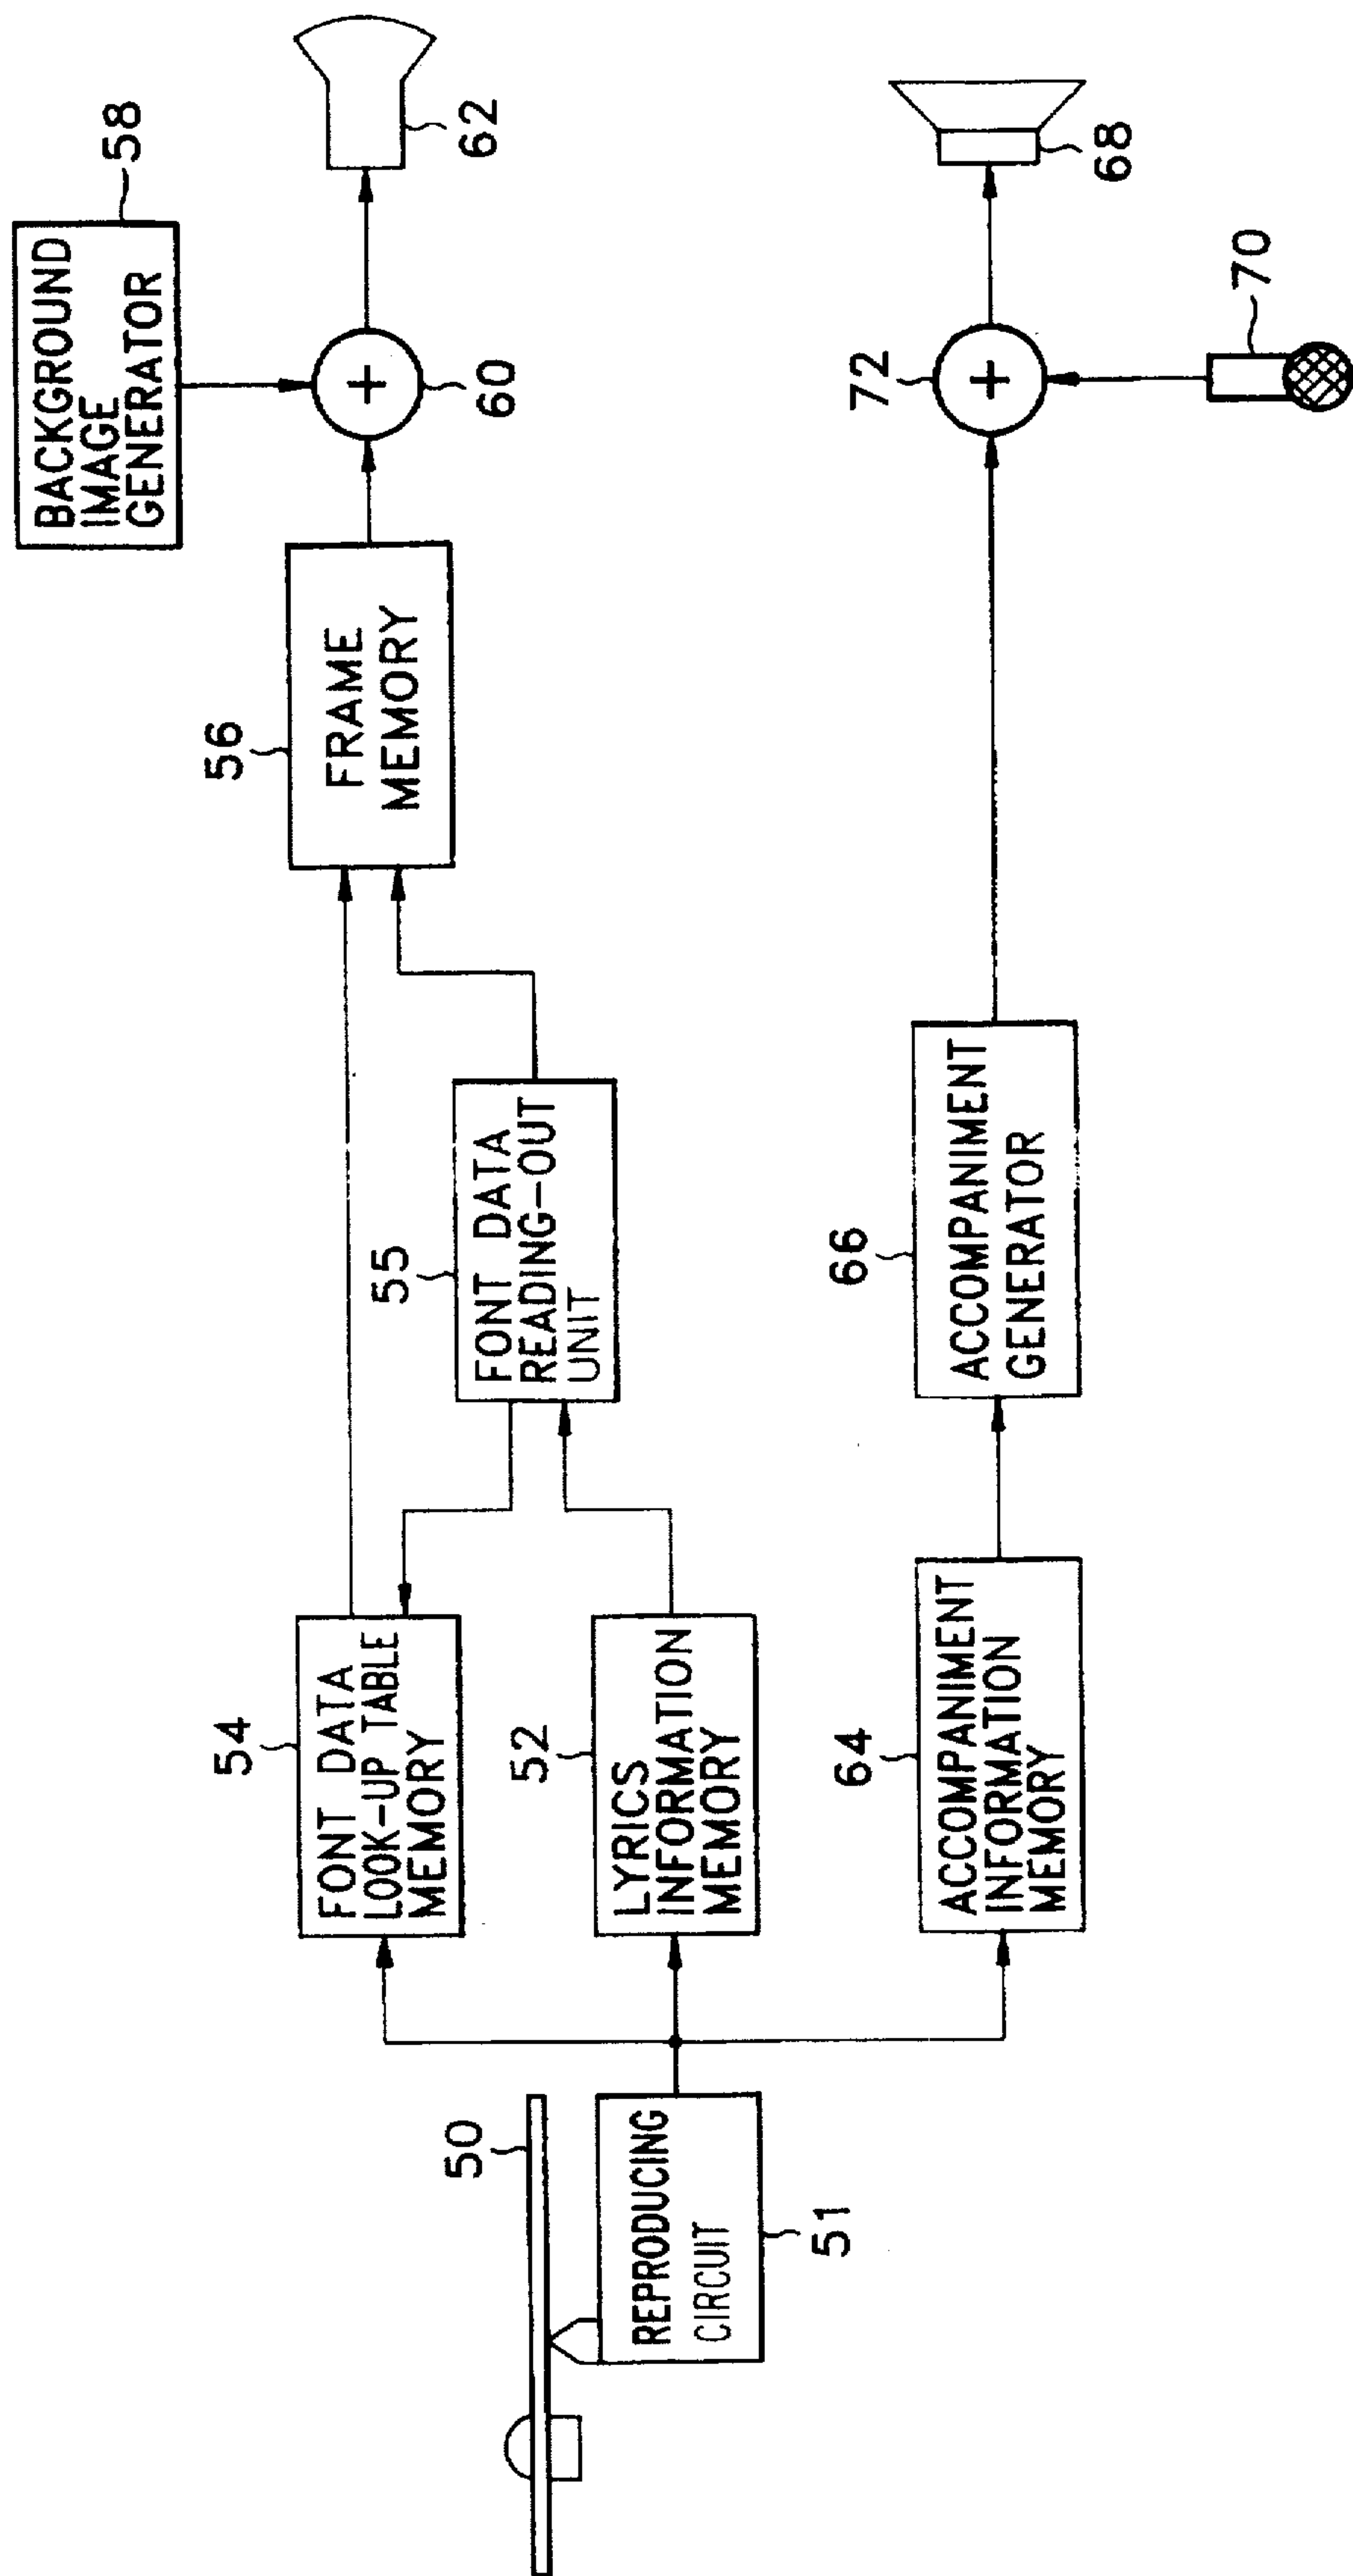 50
REPRODUCING
CIRCUIT
51
54
FONT DATA
LOOK-UP TABLE
MEMORY
52
LYRICS
INFORMATION
MEMORY
64
ACCOMPANIMENT
INFORMATION
MEMORY
55
FONT DATA
READING-OUT
UNIT
66
ACCOMPANIMENT
GENERATOR
56
FRAME
MEMORY
BACKGROUND
IMAGE
GENERATOR
58
+
60
62
72
+
68
70